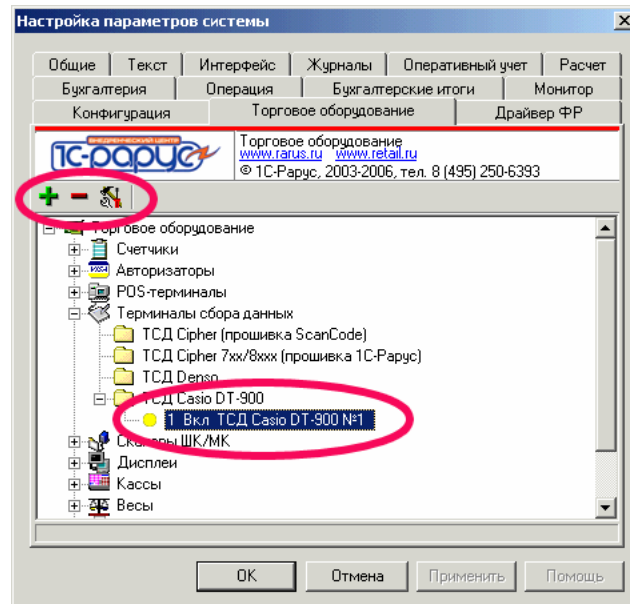 Настройка параметров системы
Общие Текст Интерфейс Журналы Оперативный учет Расчет
Бухгалтерия Операция Бухгалтерские итоги Монитор
Конфигурация Торговое оборудование Драйвер ФР
ВНЕДРЕНЧЕСКИЙ ЦЕНТР
1С-рарус
Торговое оборудование
www.rarus.ru www.retail.ru
© 1С-Рарус, 2003-2006, тел. 8 (495) 250-6393
Торговое оборудование
Счетчики
Авторизаторы
POS-терминалы
Терминалы сбора данных
ТСД Cipher (прошивка ScanCode)
ТСД Cipher 7xx/8xxx (прошивка 1С-Рарус)
ТСД Denso
ТСД Casio DT-900
1 Вкл ТСД Casio DT-900 №1
Сканеры ШК/МК
Дисплеи
Кассы
Весы
OK Отмена Применить Помощь